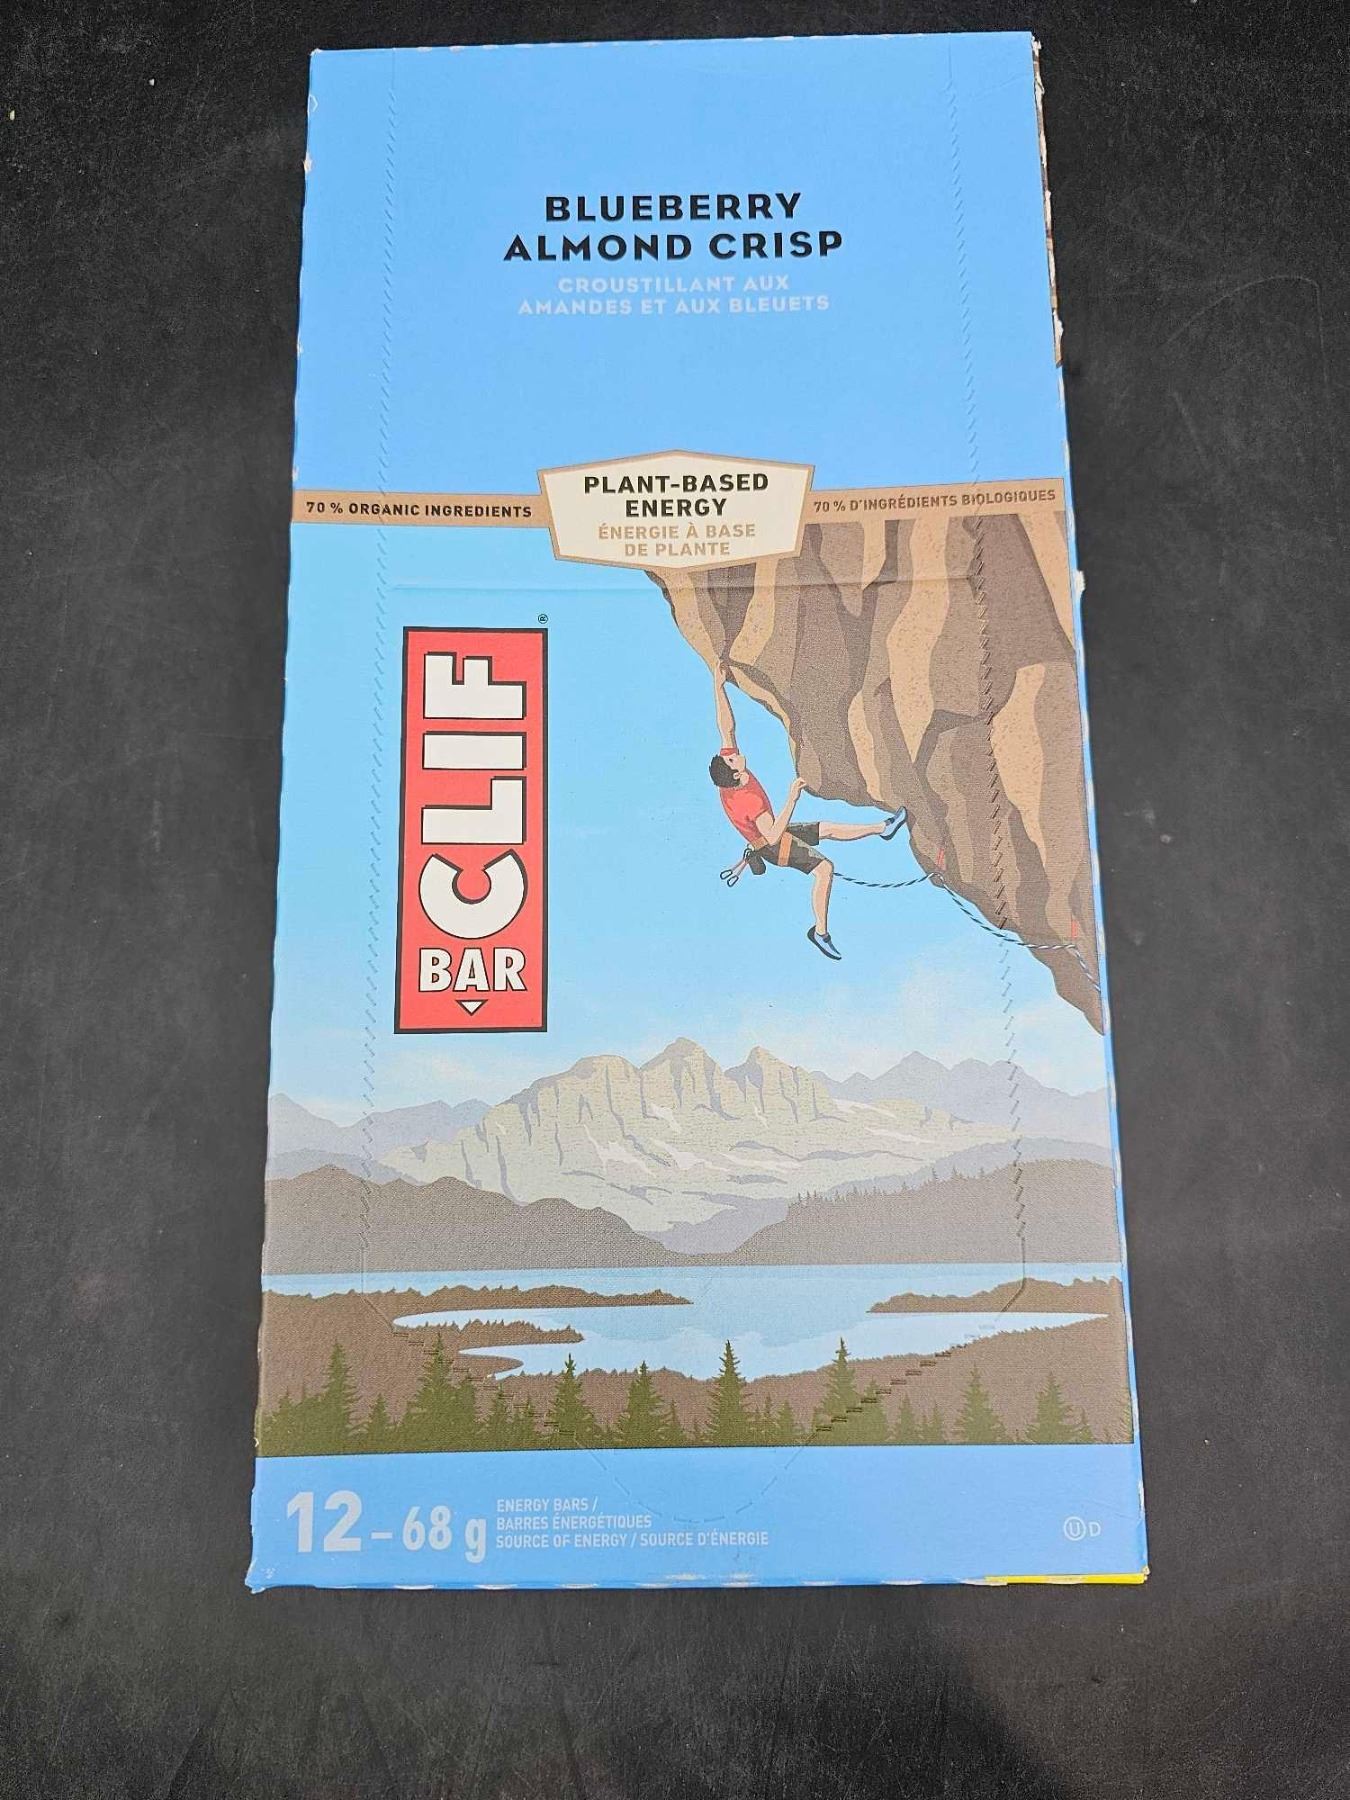 BLUEBERRY
ALMOND CRISP
CROUSTILLANT AUX
AMANDES ET AUX BLEUETS
PLANT-BASED
ENERGY
ÉNERGIE À BASE
DE PLANTE
70 % ORGANIC INGREDIENTS
70 % D'INGRÉDIENTS BIOLOGIQUES
CLIF®
BAR
12-68 g
ENERGY BARS /
BARRES ÉNERGÉTIQUES
SOURCE OF ENERGY / SOURCE D'ÉNERGIE
U D